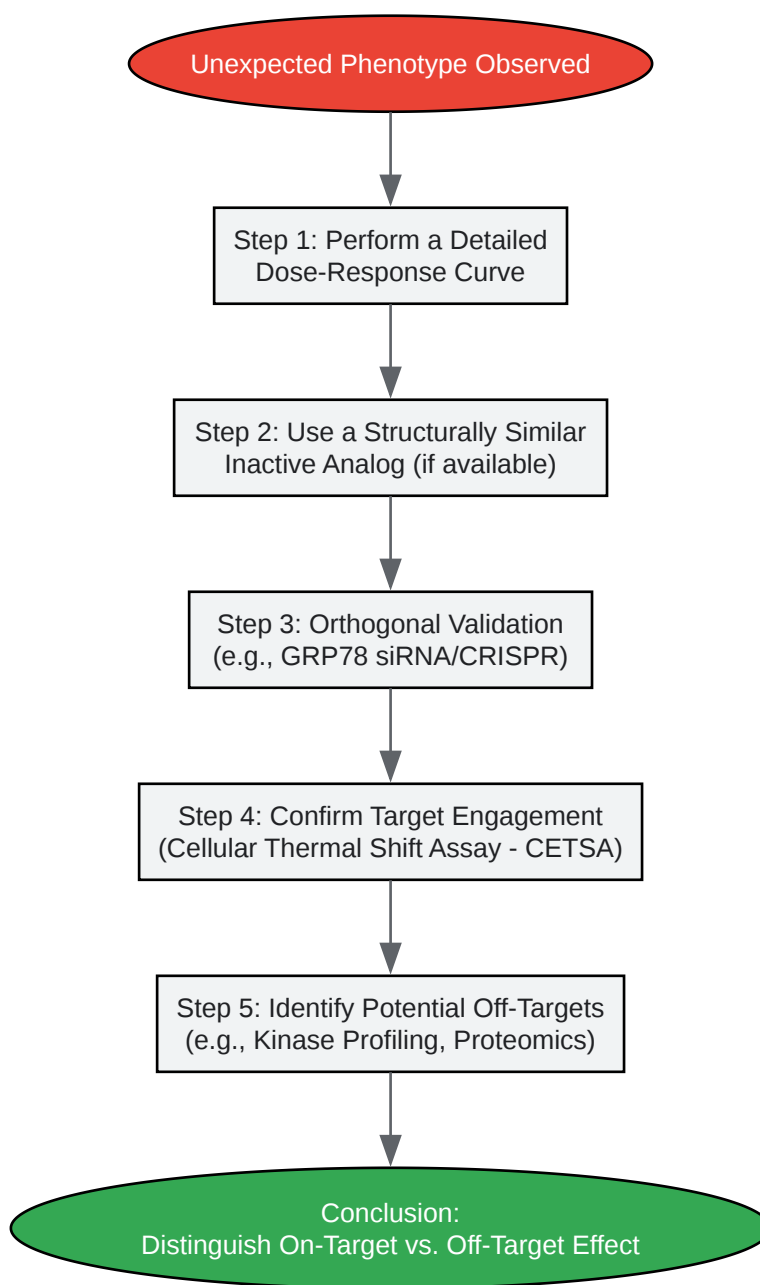 Unexpected Phenotype Observed
Step 1: Perform a Detailed
Dose-Response Curve
Step 2: Use a Structurally Similar
Inactive Analog (if available)
Step 3: Orthogonal Validation
(e.g., GRP78 siRNA/CRISPR)
Step 4: Confirm Target Engagement
(Cellular Thermal Shift Assay - CETSA)
Step 5: Identify Potential Off-Targets
(e.g., Kinase Profiling, Proteomics)
Conclusion:
Distinguish On-Target vs. Off-Target Effect